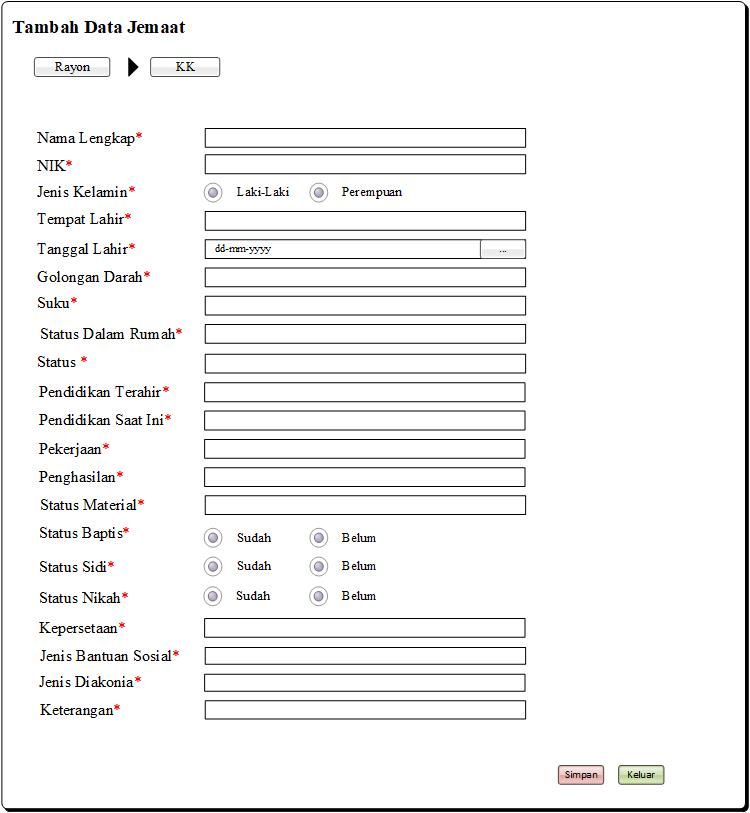 Tambah Data Jemaat
Rayon KK
Nama Lengkap*
NIK*
Jenis Kelamin* Laki-Laki Perempuan
Tempat Lahir*
Tanggal Lahir* dd-mm-yyyy ...
Golongan Darah*
Suku*
Status Dalam Rumah*
Status *
Pendidikan Terahir*
Pendidikan Saat Ini*
Pekerjaan*
Penghasilan*
Status Material*
Status Baptis* Sudah Belum
Status Sidi* Sudah Belum
Status Nikah* Sudah Belum
Kepersetaan*
Jenis Bantuan Sosial*
Jenis Diakonia*
Keterangan*
Simpan Keluar